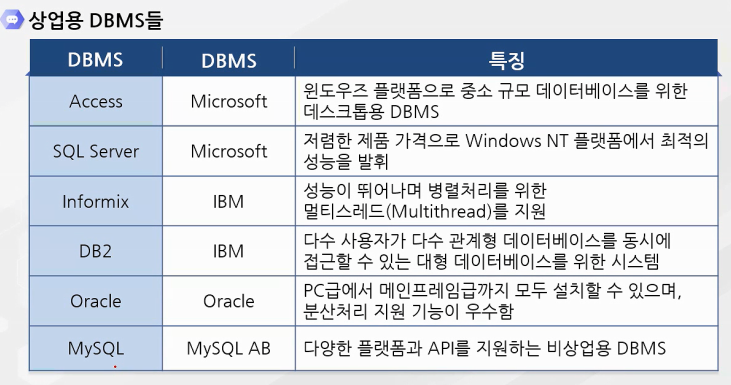 상업용 DBMS들
DBMS DBMS 특징
Access Microsoft 윈도우즈 플랫폼으로 중소 규모 데이터베이스를 위한
데스크톱용 DBMS
SQL Server Microsoft 저렴한 제품 가격으로 Windows NT 플랫폼에서 최적의
성능을 발휘
Informix IBM 성능이 뛰어나며 병렬처리를 위한
멀티스레드(Multithread)를 지원
DB2 IBM 다수 사용자가 다수 관계형 데이터베이스를 동시에
접근할 수 있는 대형 데이터베이스를 위한 시스템
Oracle Oracle PC급에서 메인프레임급까지 모두 설치할 수 있으며,
분산처리 지원 기능이 우수함
MySQL MySQL AB 다양한 플랫폼과 API를 지원하는 비상업용 DBMS